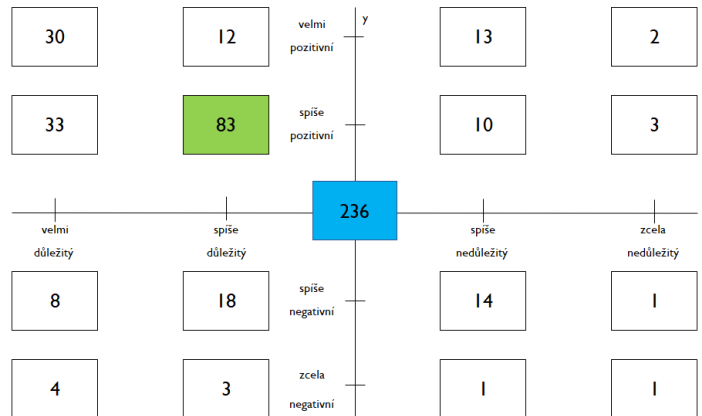 30
12
velmi
pozitivní
y
13
2
33
83
spíše
pozitivní
10
3
236
velmi
důležitý
spíše
důležitý
spíše
nedůležitý
zcela
nedůležitý
8
18
spíše
negativní
14
1
4
3
zcela
negativní
1
1